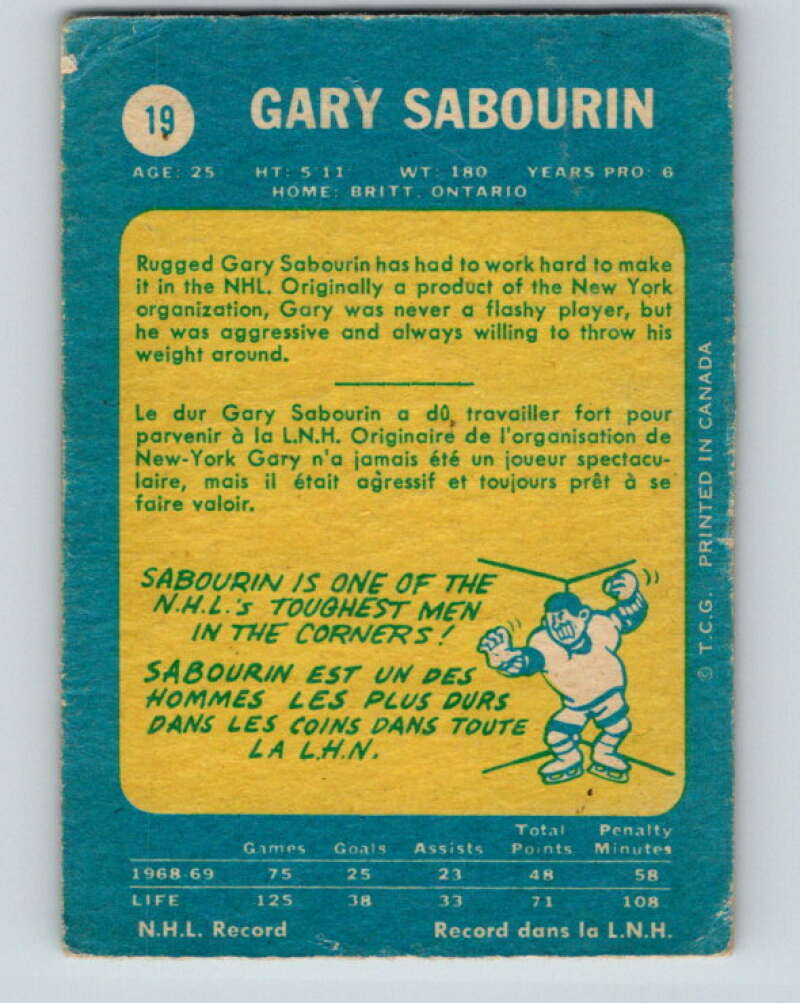 19 GARY SABOURIN
AGE: 25 HT: 5 11 WT: 180 YEARS PRO: 6
HOME: BRITT, ONTARIO
Rugged Gary Sabourin has had to work hard to make
it in the NHL. Originally a product of the New York
organization, Gary was never a flashy player, but
he was aggressive and always willing to throw his
weight around.
Le dur Gary Sabourin a dû travailler fort pour
parvenir à la L.N.H. Originaire de l'organisation de
New-York Gary n'a jamais été un joueur spectacu-
laire, mais il était agressif et toujours prêt à se
faire valoir.
SABOURIN IS ONE OF THE
N.H.L.'s TOUGHEST MEN
IN THE CORNERS!
SABOURIN EST UN DES
HOMMES LES PLUS DURS
DANS LES COINS DANS TOUTE
LA L.H.N.
© T.C.G. PRINTED IN CANADA
Total Penalty
Games Goals Assists Points Minutes
1968-69 75 25 23 48 58
LIFE 125 38 33 71 108
N.H.L. Record Record dans la L.N.H.